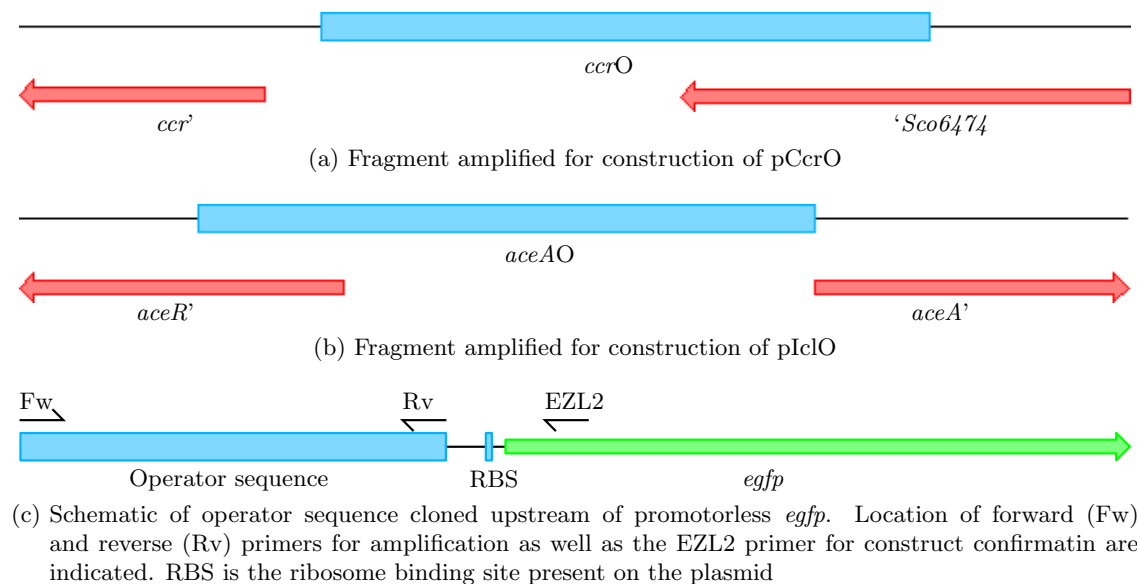 ccrO
ccr’ ‘Sco6474
(a) Fragment amplified for construction of pCcrO
aceAO
aceR’ aceA’
(b) Fragment amplified for construction of pIclO
Fw Rv EZL2
Operator sequence RBS egfp
(c) Schematic of operator sequence cloned upstream of promotorless egfp. Location of forward (Fw)
and reverse (Rv) primers for amplification as well as the EZL2 primer for construct confirmatin are
indicated. RBS is the ribosome binding site present on the plasmid